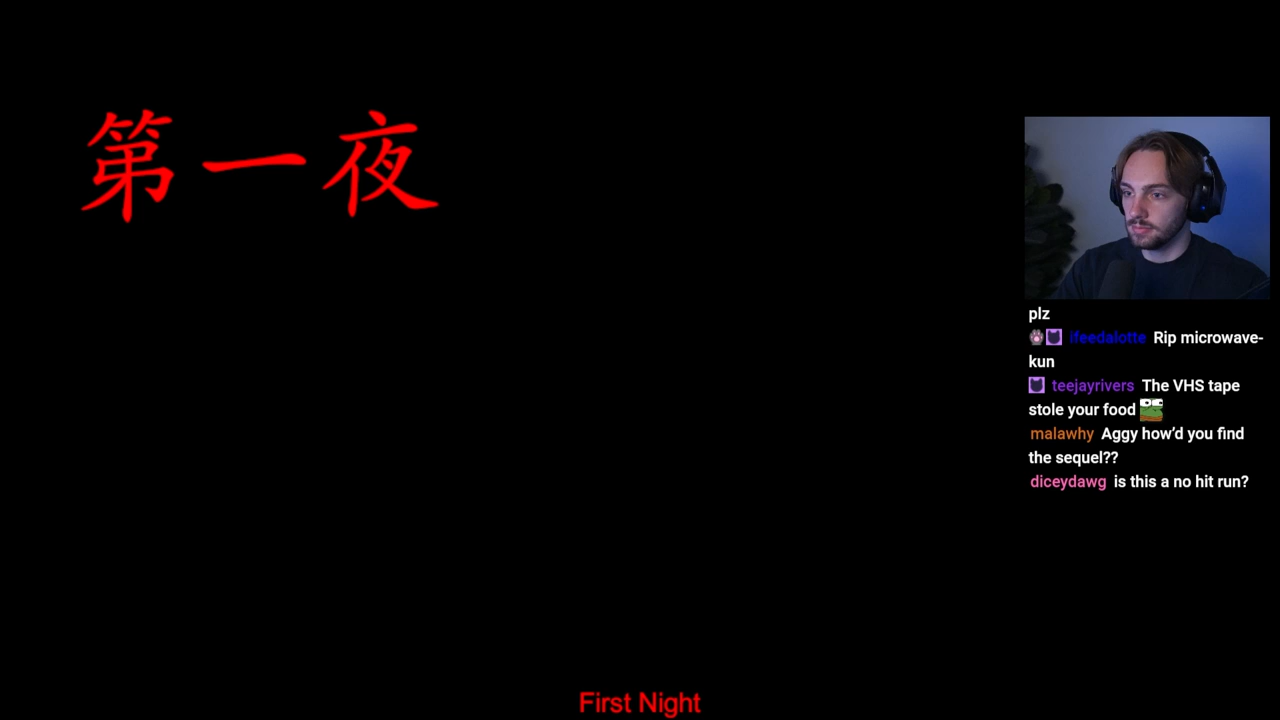 第一夜
plz
ifeedalotte Rip microwave-
kun
teejayrivers The VHS tape
stole your food
malawhy Aggy how'd you find
the sequel??
diceydawg is this a no hit run?
First Night